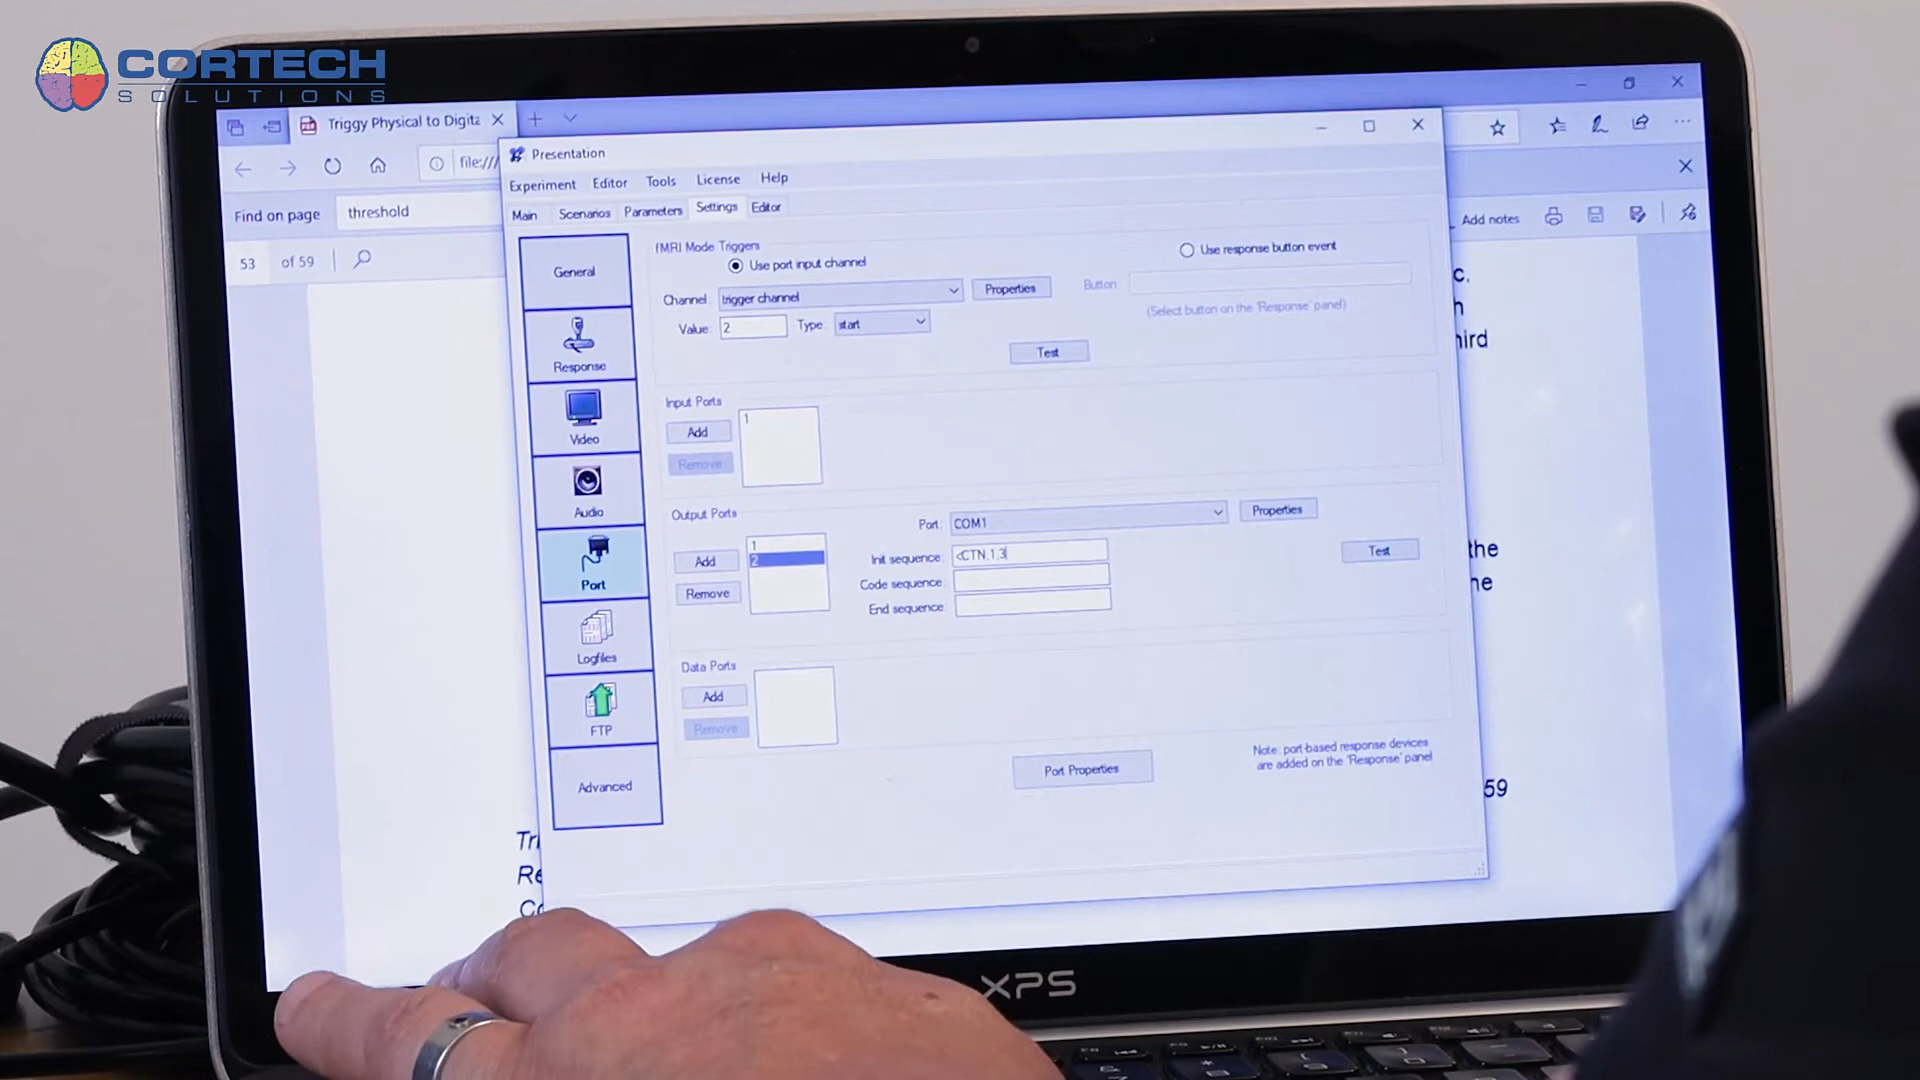 CORTECH
SOLUTIONS
Triggy Physical to Digita
file:///
Find on page
threshold
53
of 59
Add notes
Presentation
Experiment Editor Tools License Help
Main Scenarios Parameters Settings Editor
General
Response
Video
Audio
Port
Logfiles
FTP
Advanced
fMRI Mode Triggers
Use port input channel
Use response button event
Channel: trigger channel
Properties
Button
(Select button on the 'Response' panel)
Value: 2
Type: start
Test
Input Ports
Add
Remove
1
Output Ports
Add
Remove
1
2
Port: COM1
Properties
Init sequence: <CTN,1,3
Code sequence:
End sequence:
Test
Data Ports
Add
Remove
Port Properties
Note: port-based response devices
are added on the 'Response' panel
c.
the
59
XPS